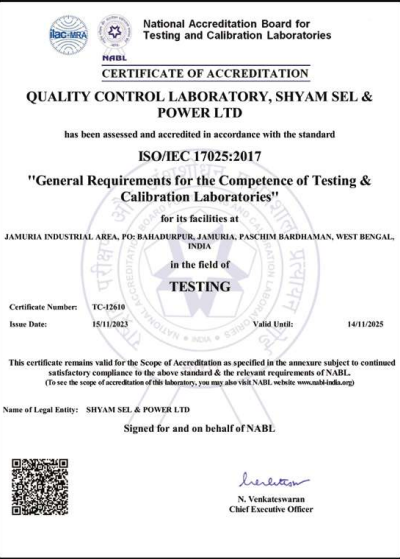 National Accreditation Board for
Testing and Calibration Laboratories
ilac-MRA
NABL
CERTIFICATE OF ACCREDITATION
QUALITY CONTROL LABORATORY, SHYAM SEL &
POWER LTD
has been assessed and accredited in accordance with the standard
ISO/IEC 17025:2017
"General Requirements for the Competence of Testing &
Calibration Laboratories"
for its facilities at
JAMURIA INDUSTRIAL AREA, PO: BAHADURPUR, JAMURIA, PASCHIM BARDHAMAN, WEST BENGAL,
INDIA
in the field of
TESTING
Certificate Number: TC-12610
Issue Date: 15/11/2023 Valid Until: 14/11/2025
This certificate remains valid for the Scope of Accreditation as specified in the annexure subject to continued
satisfactory compliance to the above standard & the relevant requirements of NABL.
(To see the scope of accreditation of this laboratory, you may also visit NABL website www.nabl-india.org)
Name of Legal Entity: SHYAM SEL & POWER LTD
Signed for and on behalf of NABL
N. Venkateswaran
Chief Executive Officer